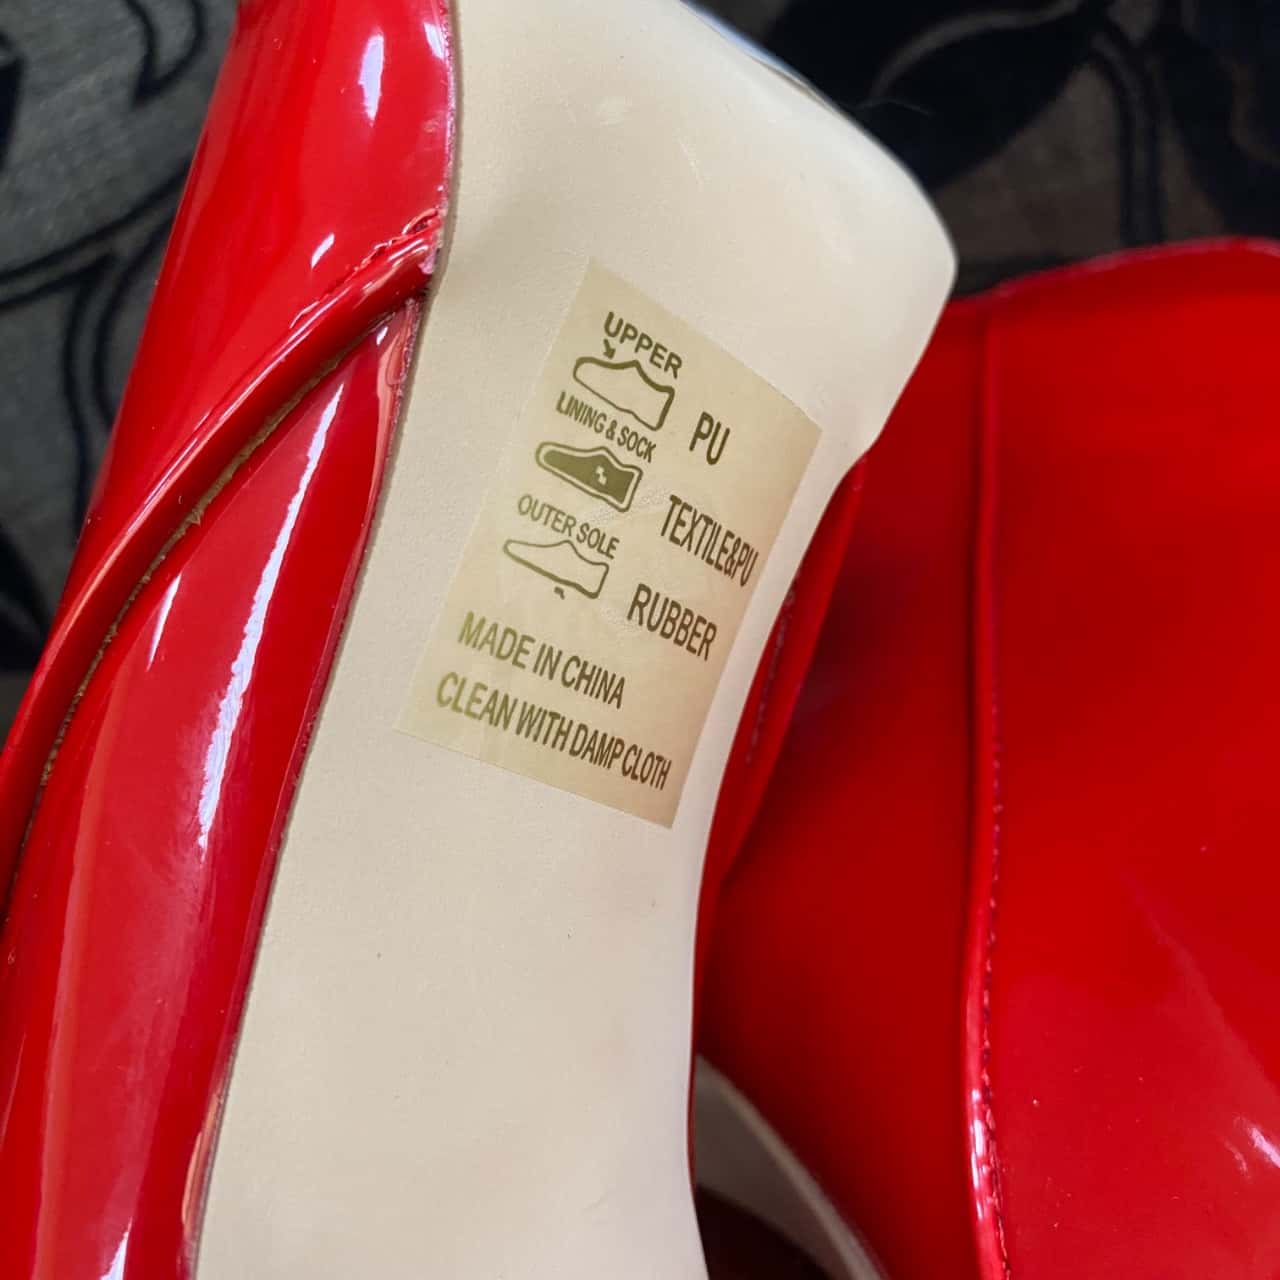 UPPER
PU
LINING & SOCK
TEXTILE&PU
OUTER SOLE
RUBBER
MADE IN CHINA
CLEAN WITH DAMP CLOTH